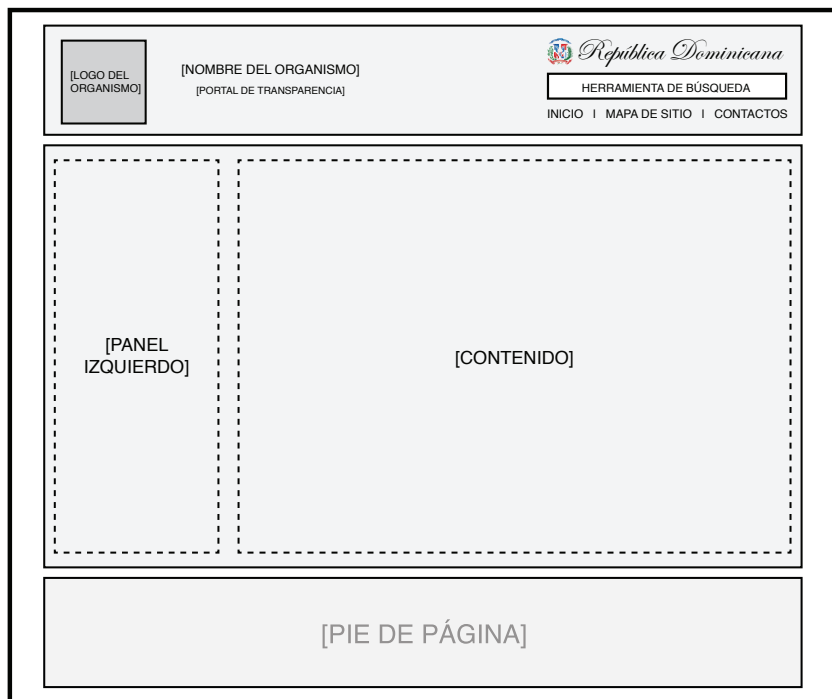 [LOGO DEL
ORGANISMO]
[NOMBRE DEL ORGANISMO]
[PORTAL DE TRANSPARENCIA]
República Dominicana
HERRAMIENTA DE BÚSQUEDA
INICIO I MAPA DE SITIO I CONTACTOS
[PANEL
IZQUIERDO]
[CONTENIDO]
[PIE DE PÁGINA]